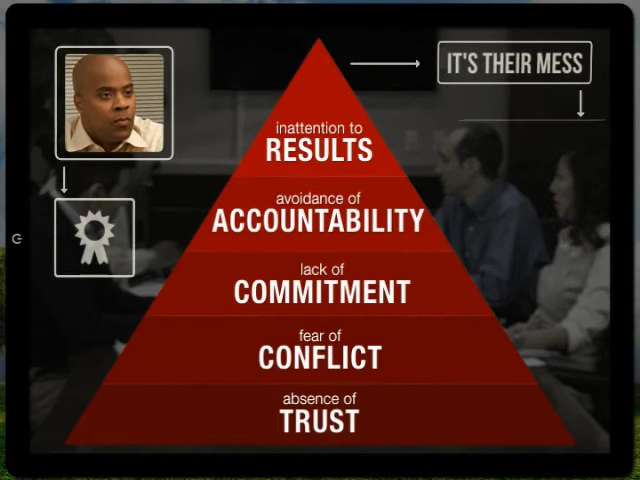 IT'S THEIR MESS
inattention to
RESULTS
avoidance of
ACCOUNTABILITY
lack of
COMMITMENT
fear of
CONFLICT
absence of
TRUST